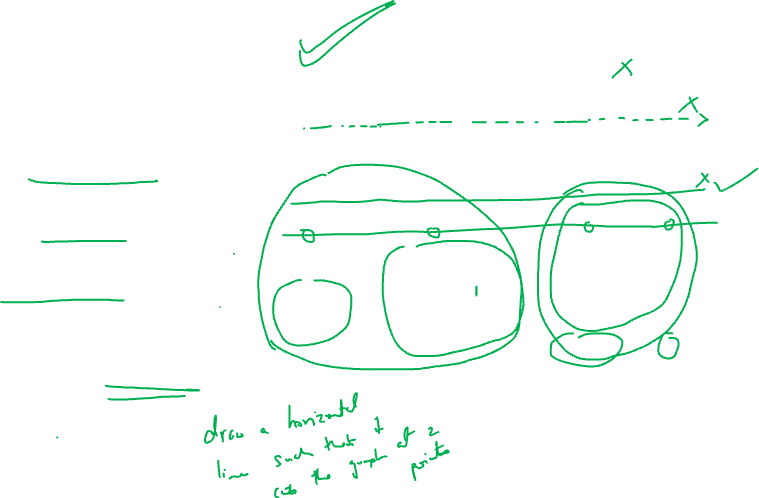 x
x
x
draw a horizontal
line such that it
cuts the graph at 2
points